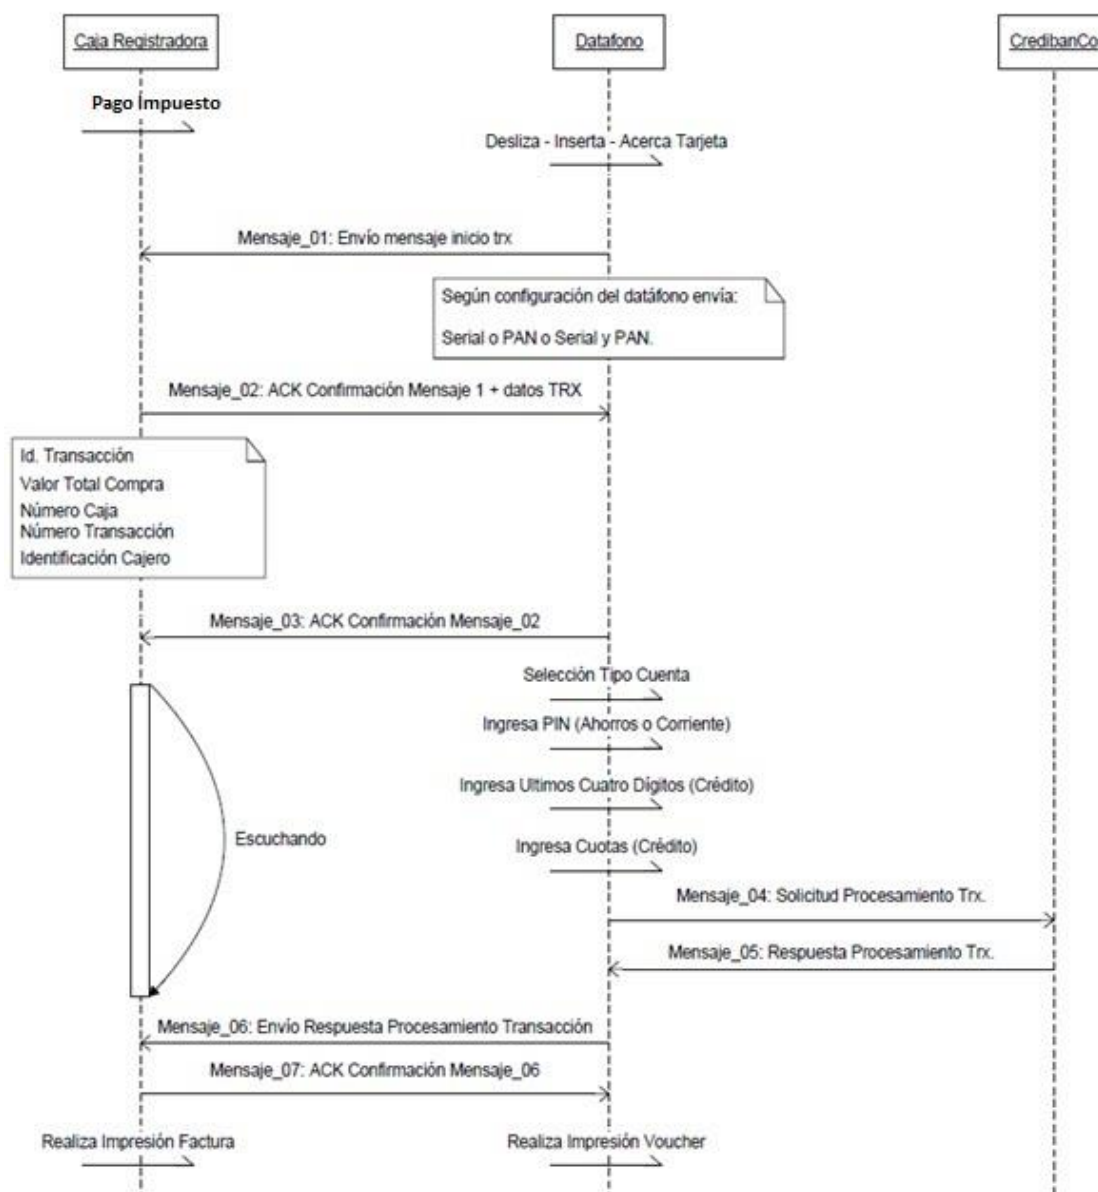 Caja Registradora
Datafono
CredibanCo
Pago Impuesto
Desliza - Inserta - Acerca Tarjeta
Mensaje_01: Envío mensaje inicio trx
Según configuración del datáfono envía:
Serial o PAN o Serial y PAN.
Mensaje_02: ACK Confirmación Mensaje 1 + datos TRX
Id. Transacción
Valor Total Compra
Número Caja
Número Transacción
Identificación Cajero
Mensaje_03: ACK Confirmación Mensaje_02
Selección Tipo Cuenta
Ingresa PIN (Ahorros o Corriente)
Ingresa Ultimos Cuatro Dígitos (Crédito)
Escuchando
Ingresa Cuotas (Crédito)
Mensaje_04: Solicitud Procesamiento Trx.
Mensaje_05: Respuesta Procesamiento Trx.
Mensaje_06: Envío Respuesta Procesamiento Transacción
Mensaje_07: ACK Confirmación Mensaje_06
Realiza Impresión Factura
Realiza Impresión Voucher